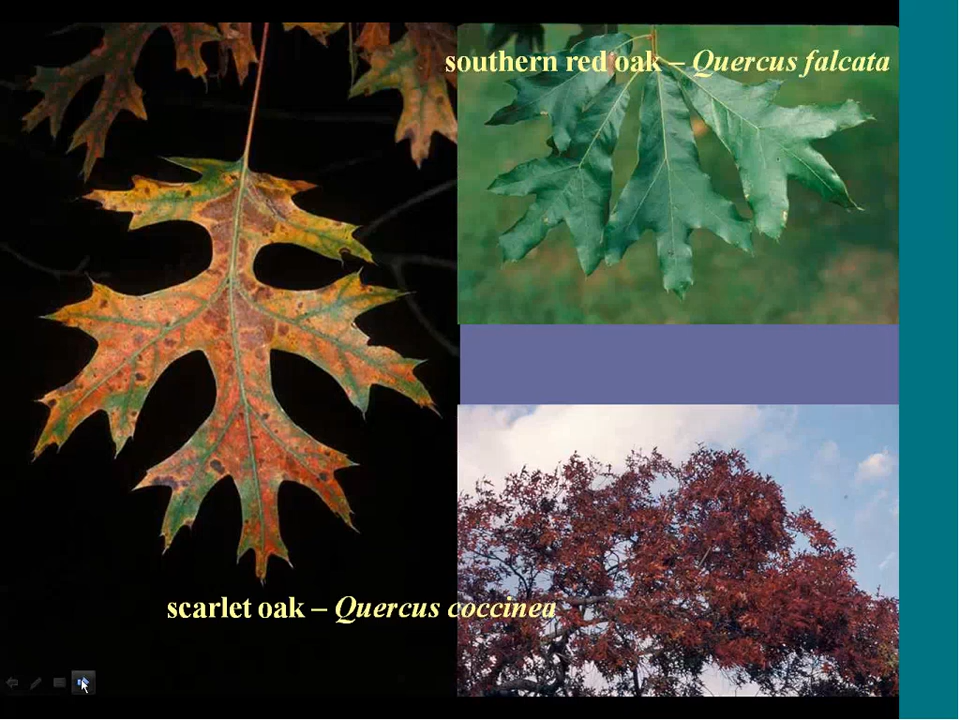 southern red oak – Quercus falcata
scarlet oak – Quercus coccinea